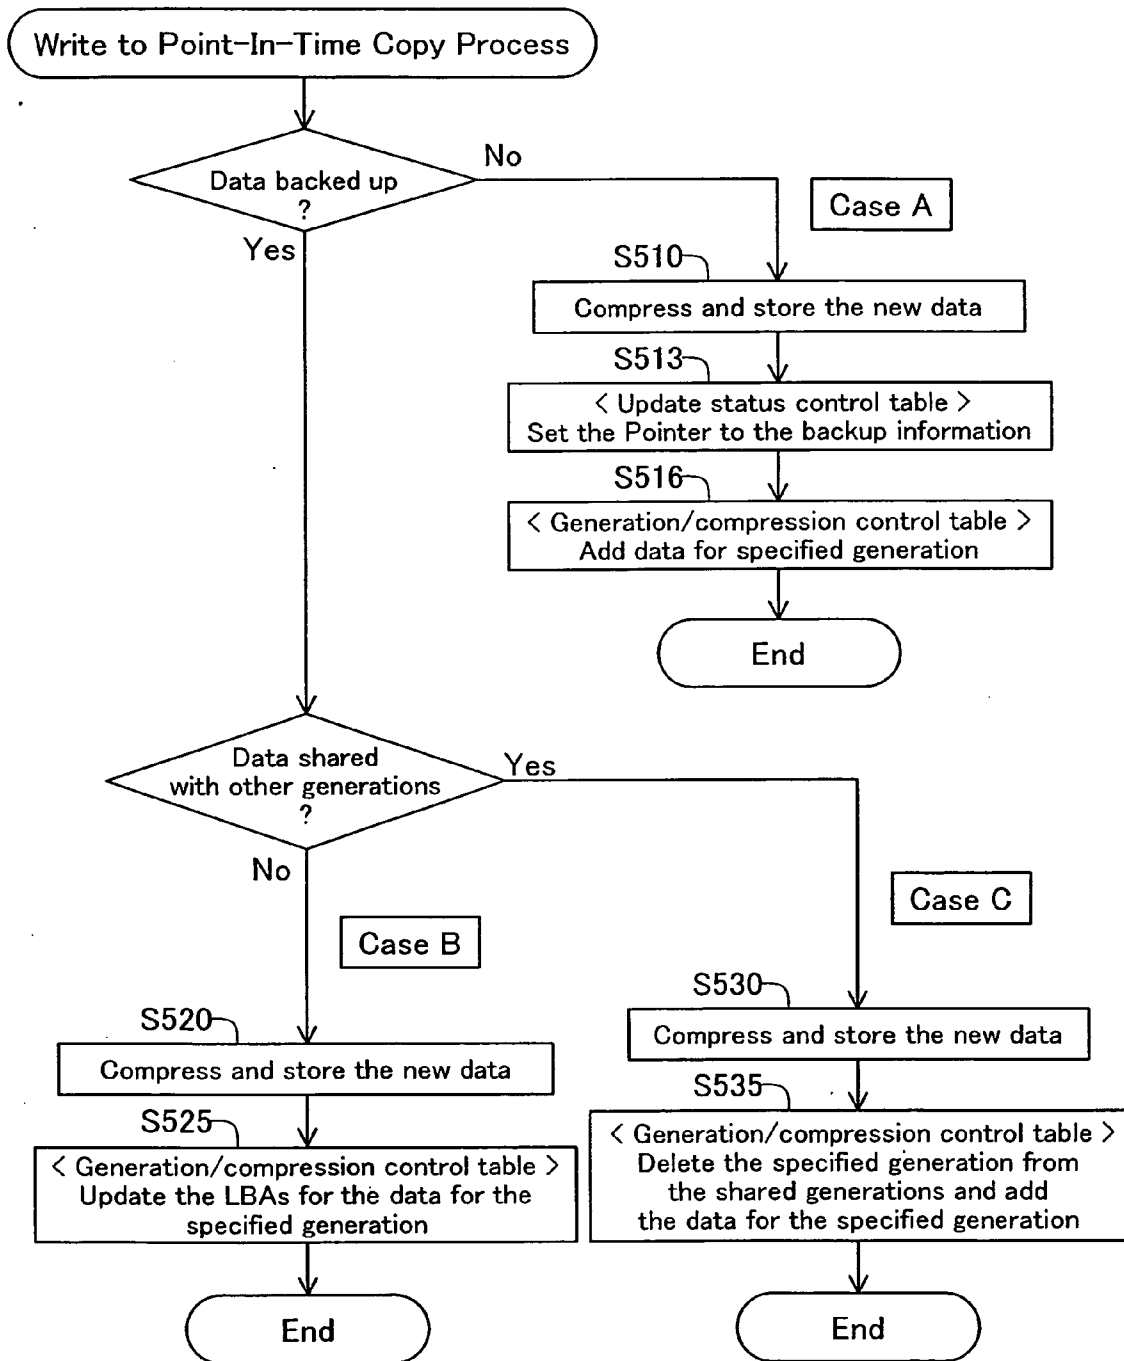 Write to Point-In-Time Copy Process
Data backed up
?
No
Yes
Case A
S510
Compress and store the new data
S513
< Update status control table >
Set the Pointer to the backup information
S516
< Generation/compression control table >
Add data for specified generation
End
Data shared
with other generations
?
Yes
No
Case B
Case C
S520
Compress and store the new data
S525
< Generation/compression control table >
Update the LBAs for the data for the
specified generation
End
S530
Compress and store the new data
S535
< Generation/compression control table >
Delete the specified generation from
the shared generations and add
the data for the specified generation
End